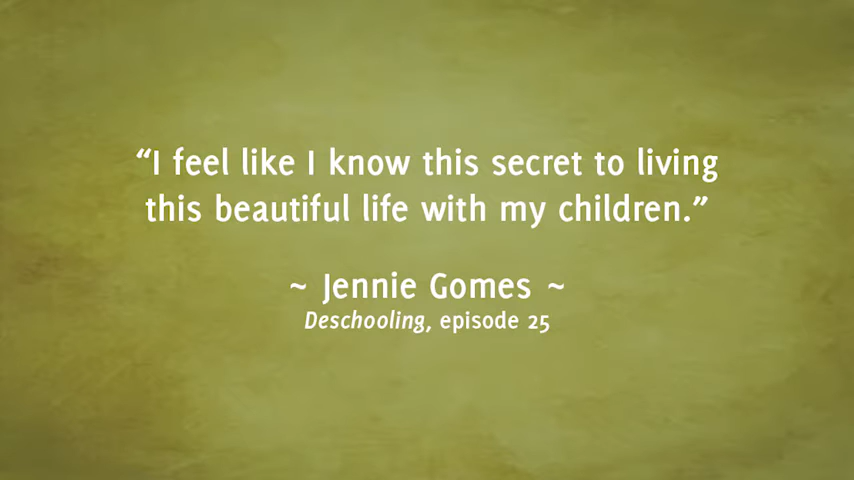 “I feel like I know this secret to living
this beautiful life with my children.”
~ Jennie Gomes ~
Deschooling, episode 25